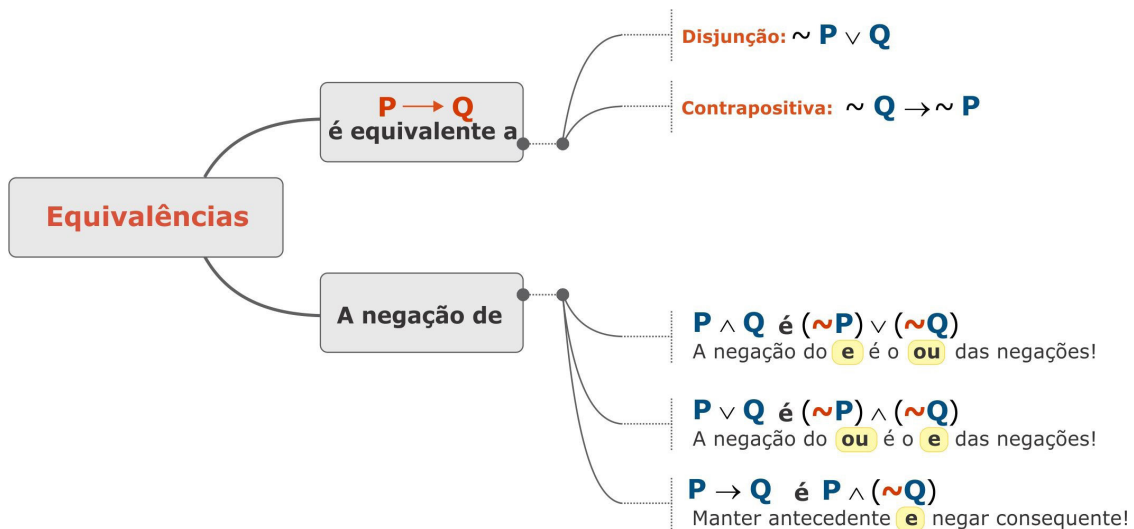 Equivalências
P → Q
é equivalente a
Disjunção: ~ P ∨ Q
Contrapositiva: ~ Q → ~ P
A negação de
P ∧ Q é (~P) ∨ (~Q)
A negação do e é o ou das negações!
P ∨ Q é (~P) ∧ (~Q)
A negação do ou é o e das negações!
P → Q é P ∧ (~Q)
Manter antecedente e negar consequente!